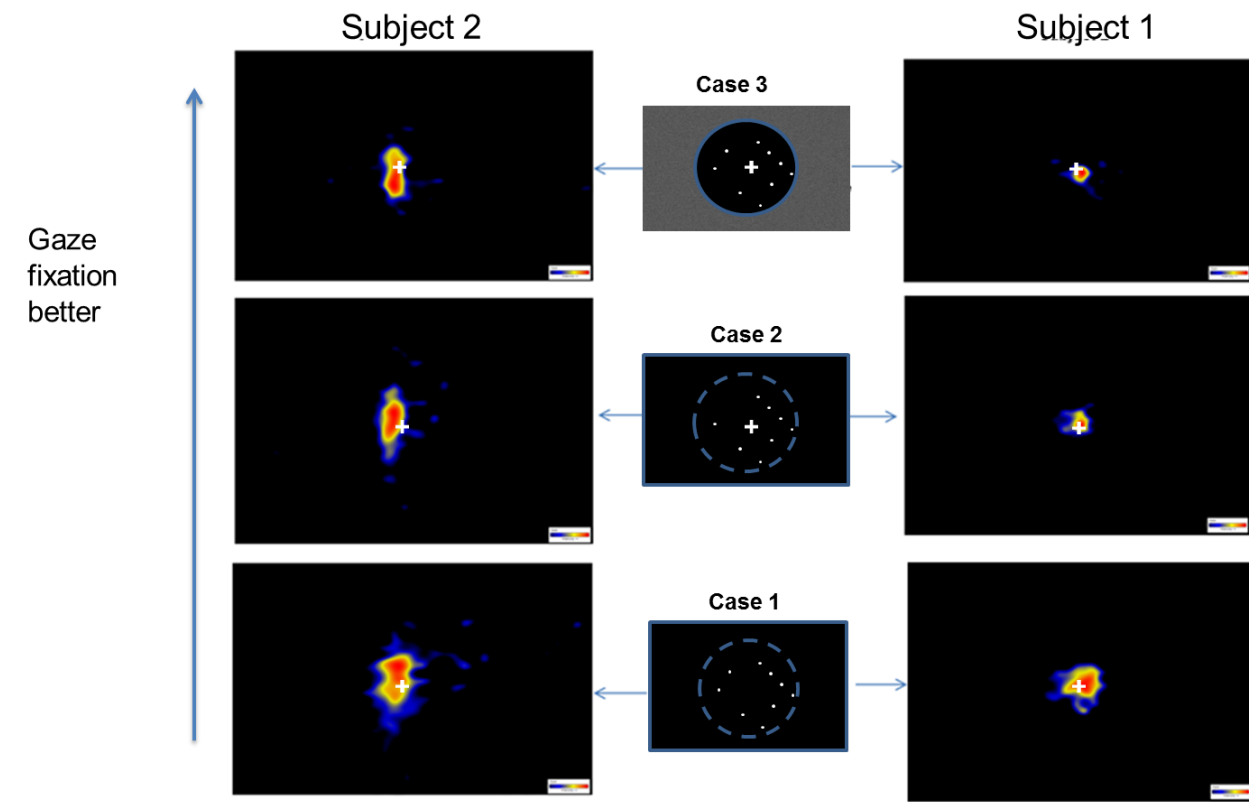 Subject 2
Subject 1
Case 3
Gaze
fixation
better
Case 2
Case 1